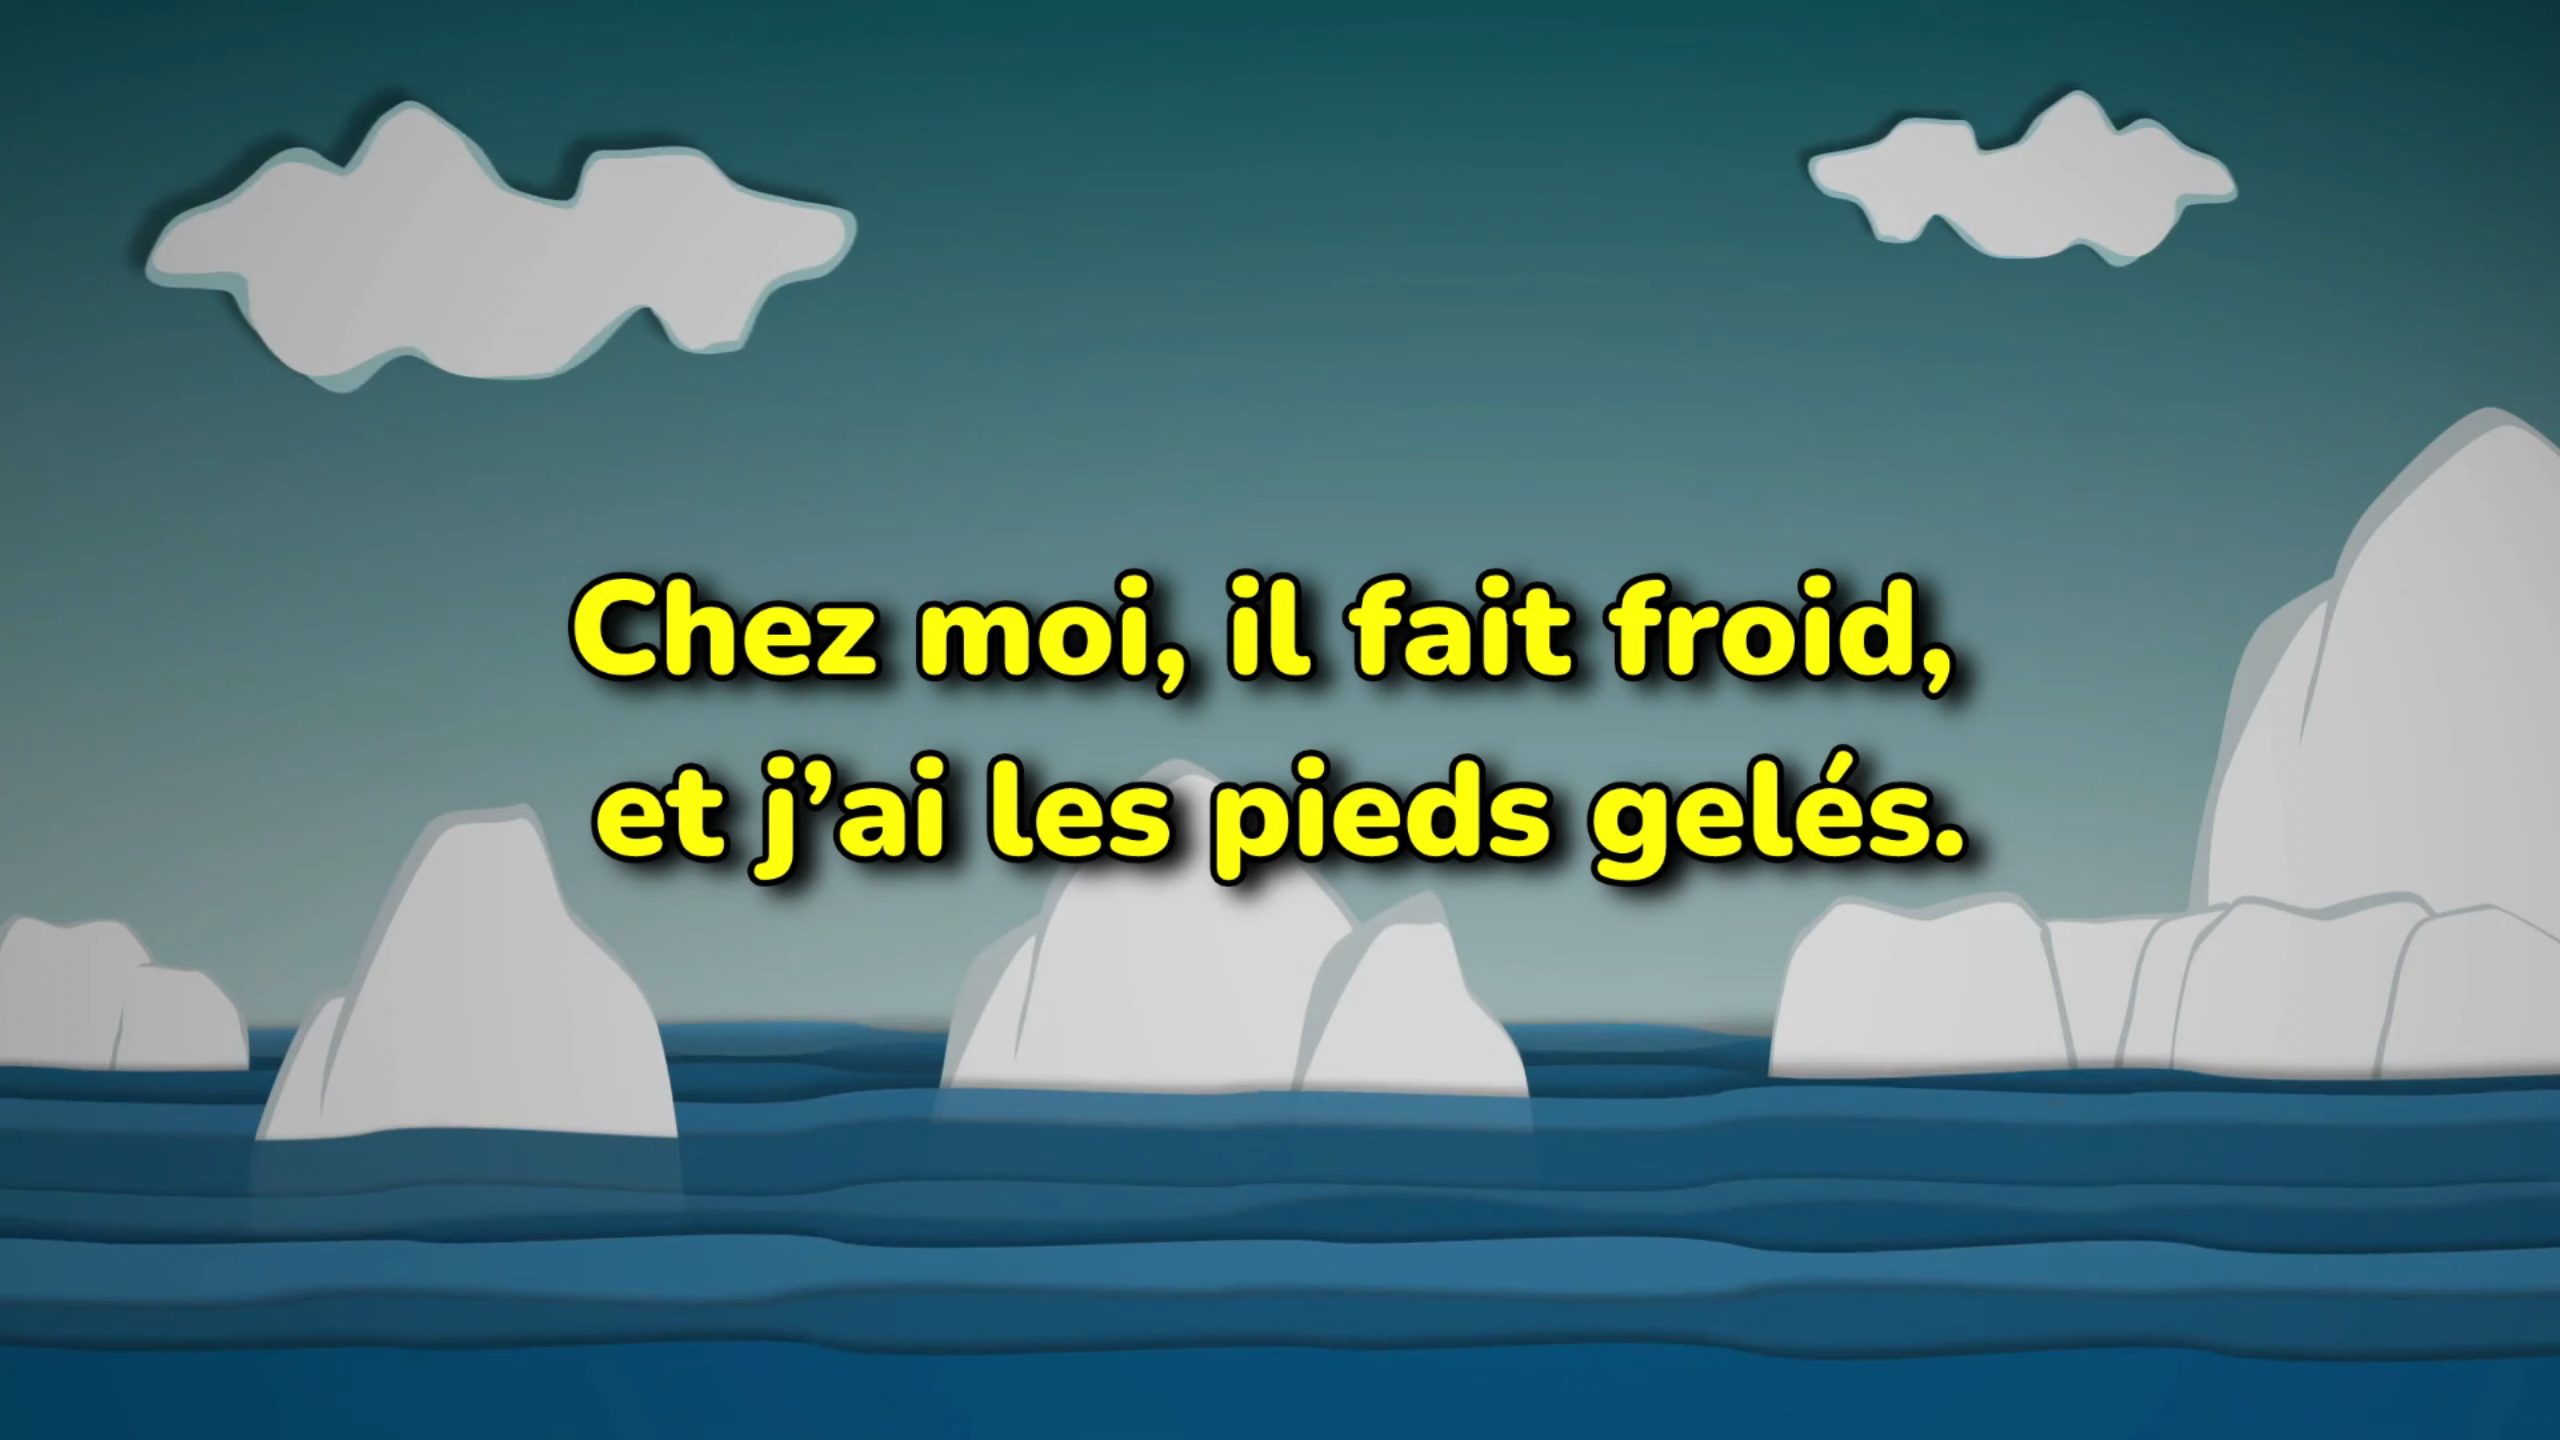 Chez moi, il fait froid,
et j’ai les pieds gelés.